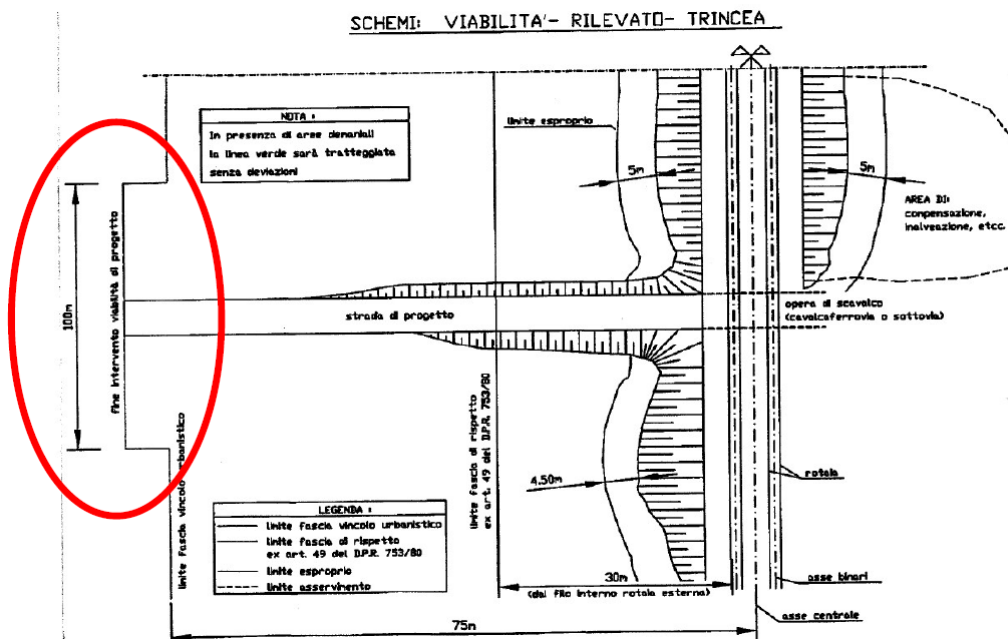 SCHEMI: VIABILITA'- RILEVATO- TRINCEA
NOTA :
In presenza di aree demaniali
la linea verde sarà tratteggiata
senza deviazioni
limite esproprio
5m
5m
AREA DI:
compensazione,
inalveazione, etcc.
100m
fine intervento viabilità di progetto
strada di progetto
opera di scavalco
(cavalcaferrovia o sottovia)
limite fascia vincolo urbanistico
limite fascia di rispetto
ex art. 49 del D.P.R. 753/80
4.50m
rotaia
LEGENDA :
limite fascia vincolo urbanistico
limite fascia di rispetto
ex art. 49 del D.P.R. 753/80
limite esproprio
limite asservimento
30m
(dal filo interno rotaia esterna)
asse binari
asse centrale
75m